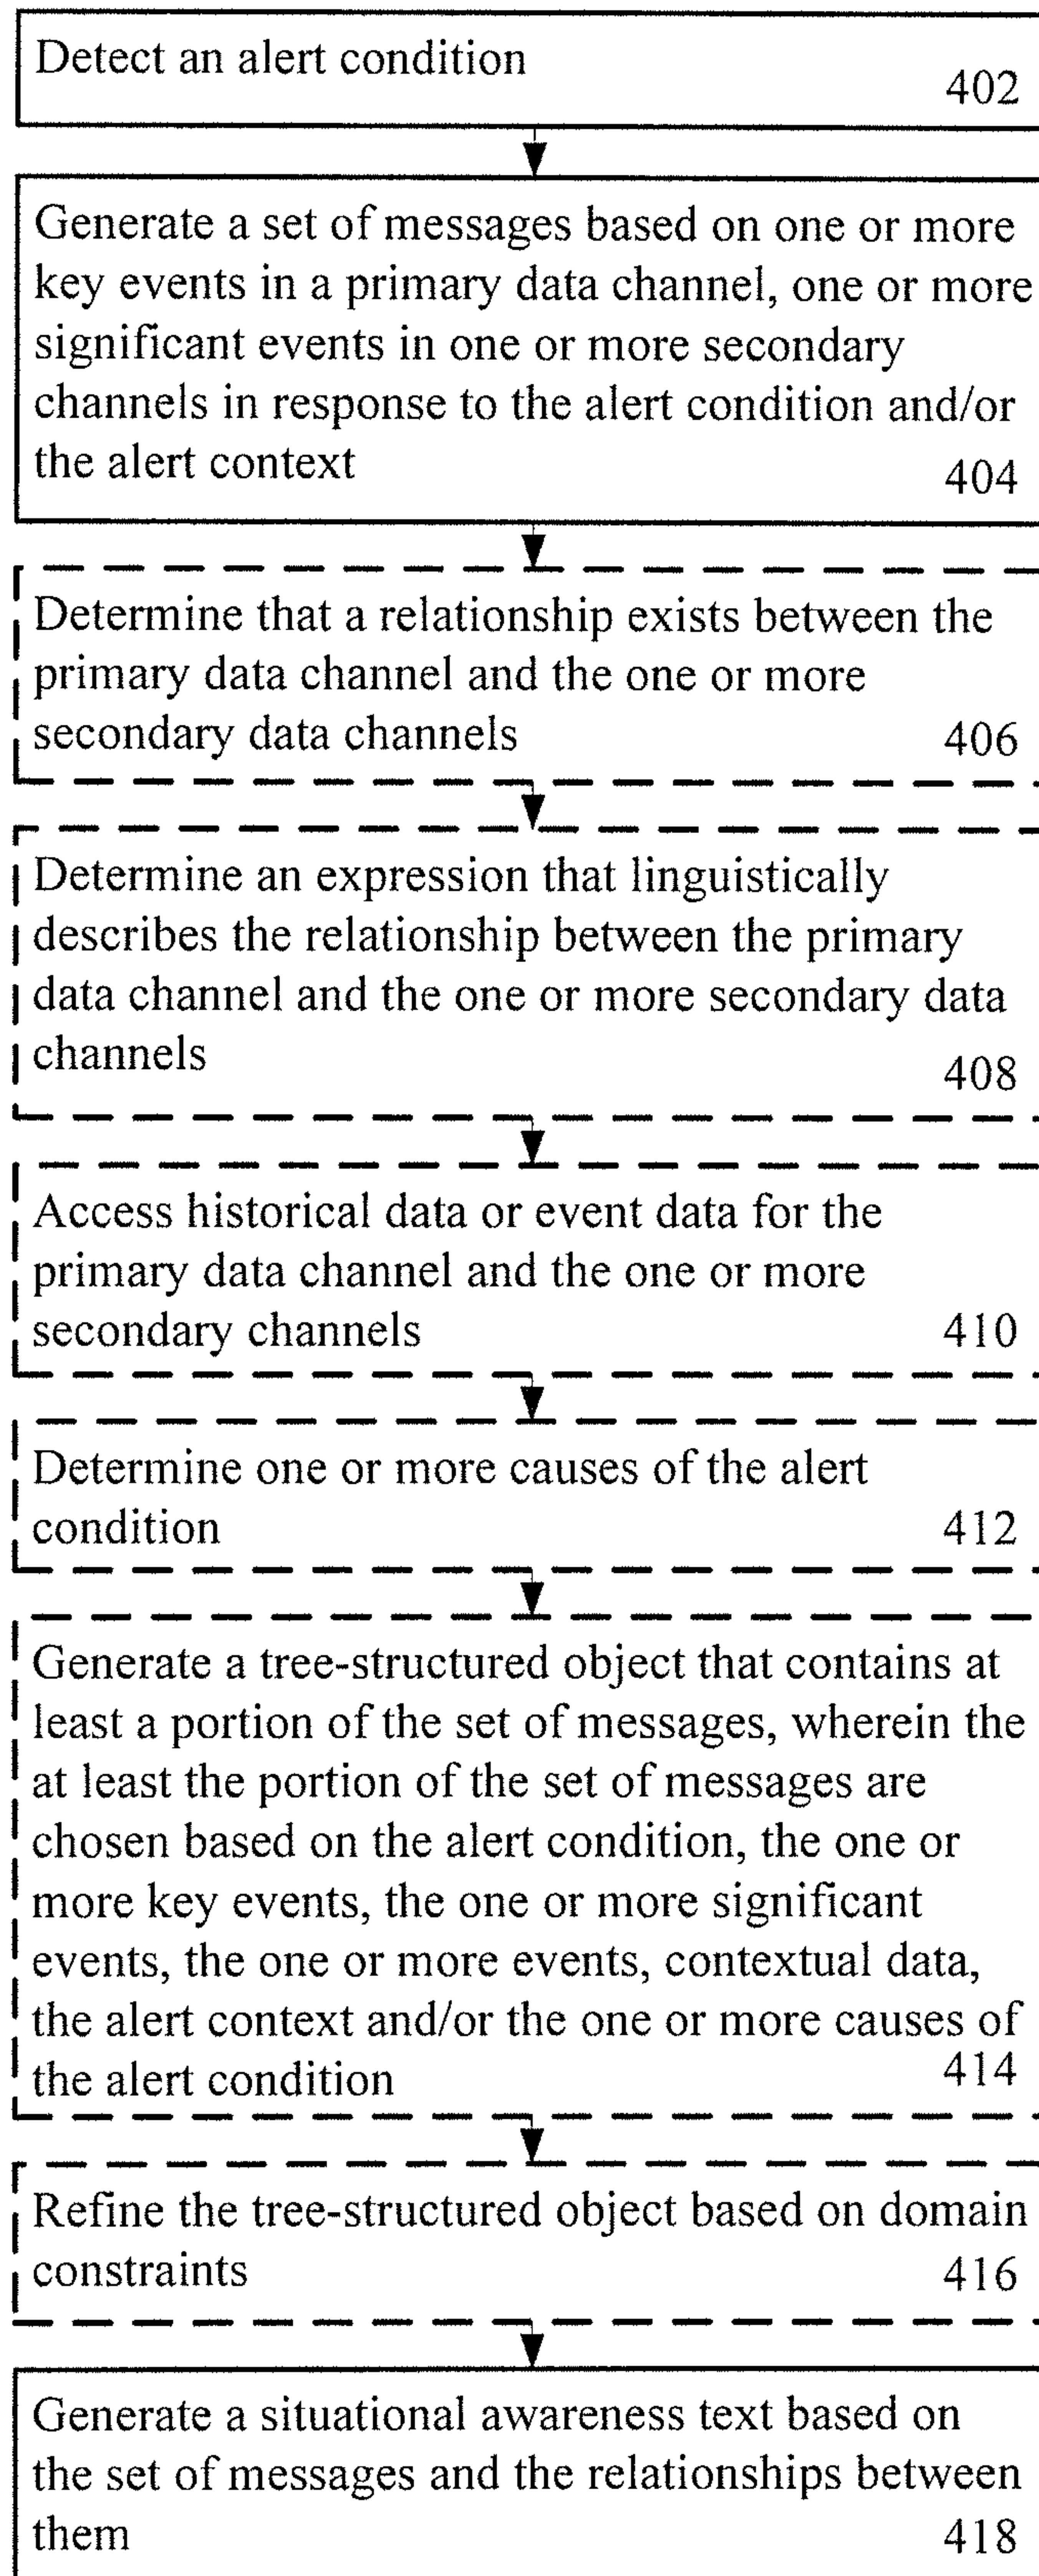 Detect an alert condition
402
Generate a set of messages based on one or more
key events in a primary data channel, one or more
significant events in one or more secondary
channels in response to the alert condition and/or
the alert context
404
Determine that a relationship exists between the
primary data channel and the one or more
secondary data channels
406
Determine an expression that linguistically
describes the relationship between the primary
data channel and the one or more secondary data
channels
408
Access historical data or event data for the
primary data channel and the one or more
secondary channels
410
Determine one or more causes of the alert
condition
412
Generate a tree-structured object that contains at
least a portion of the set of messages, wherein the
at least the portion of the set of messages are
chosen based on the alert condition, the one or
more key events, the one or more significant
events, the one or more events, contextual data,
the alert context and/or the one or more causes of
the alert condition
414
Refine the tree-structured object based on domain
constraints
416
Generate a situational awareness text based on
the set of messages and the relationships between
them
418